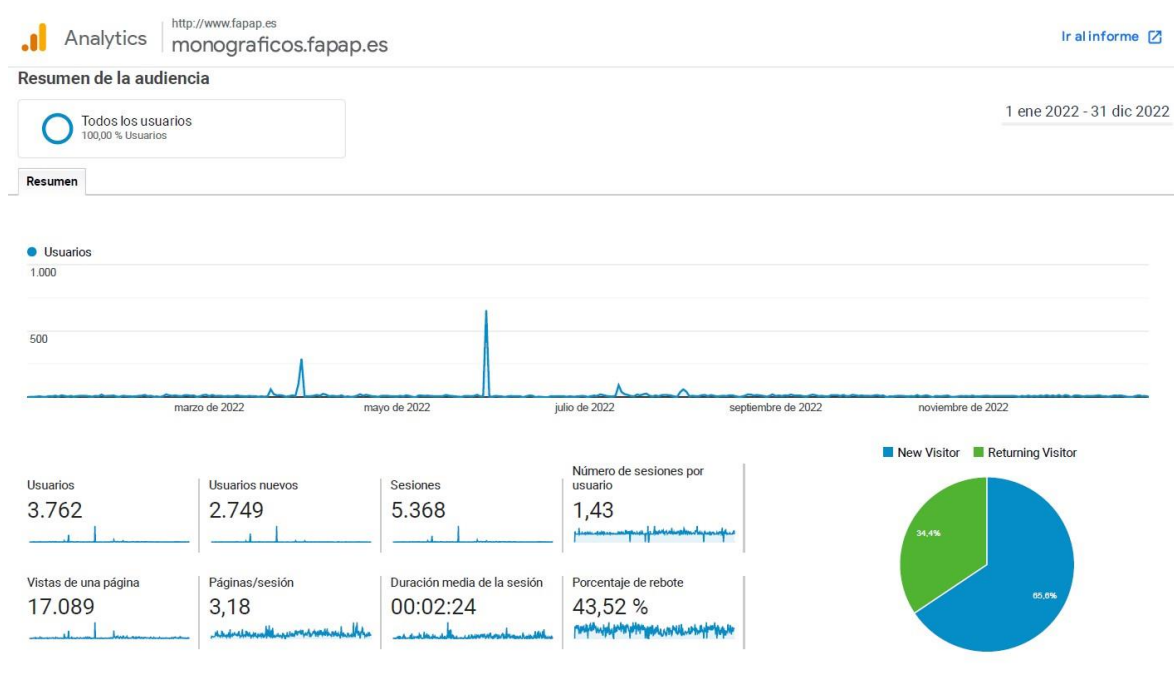 http://www.fapap.es
Analytics
monograficos.fapap.es
Ir al informe
Resumen de la audiencia
Todos los usuarios
100,00 % Usuarios
1 ene 2022 - 31 dic 2022
Resumen
Usuarios
1.000
500
marzo de 2022 mayo de 2022 julio de 2022 septiembre de 2022 noviembre de 2022
New Visitor Returning Visitor
Usuarios
3.762
Usuarios nuevos
2.749
Sesiones
5.368
Número de sesiones por
usuario
1,43
Vistas de una página
17.089
Páginas/sesión
3,18
Duración media de la sesión
00:02:24
Porcentaje de rebote
43,52 %
34,4%
65,6%